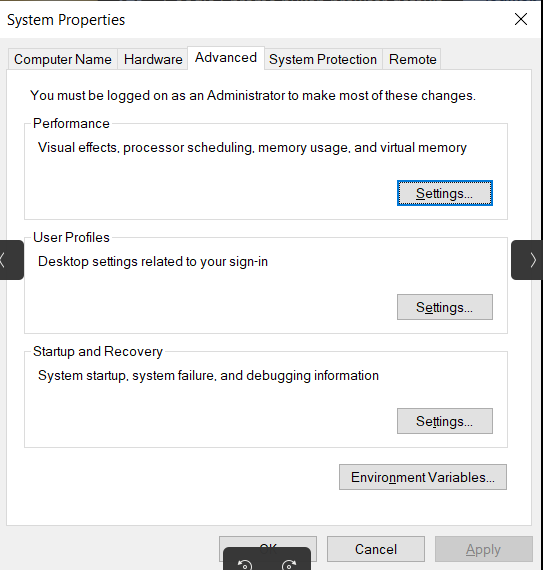 System Properties
Computer Name Hardware Advanced System Protection Remote
You must be logged on as an Administrator to make most of these changes.
Performance
Visual effects, processor scheduling, memory usage, and virtual memory
Settings...
User Profiles
Desktop settings related to your sign-in
Settings...
Startup and Recovery
System startup, system failure, and debugging information
Settings...
Environment Variables...
OK Cancel Apply